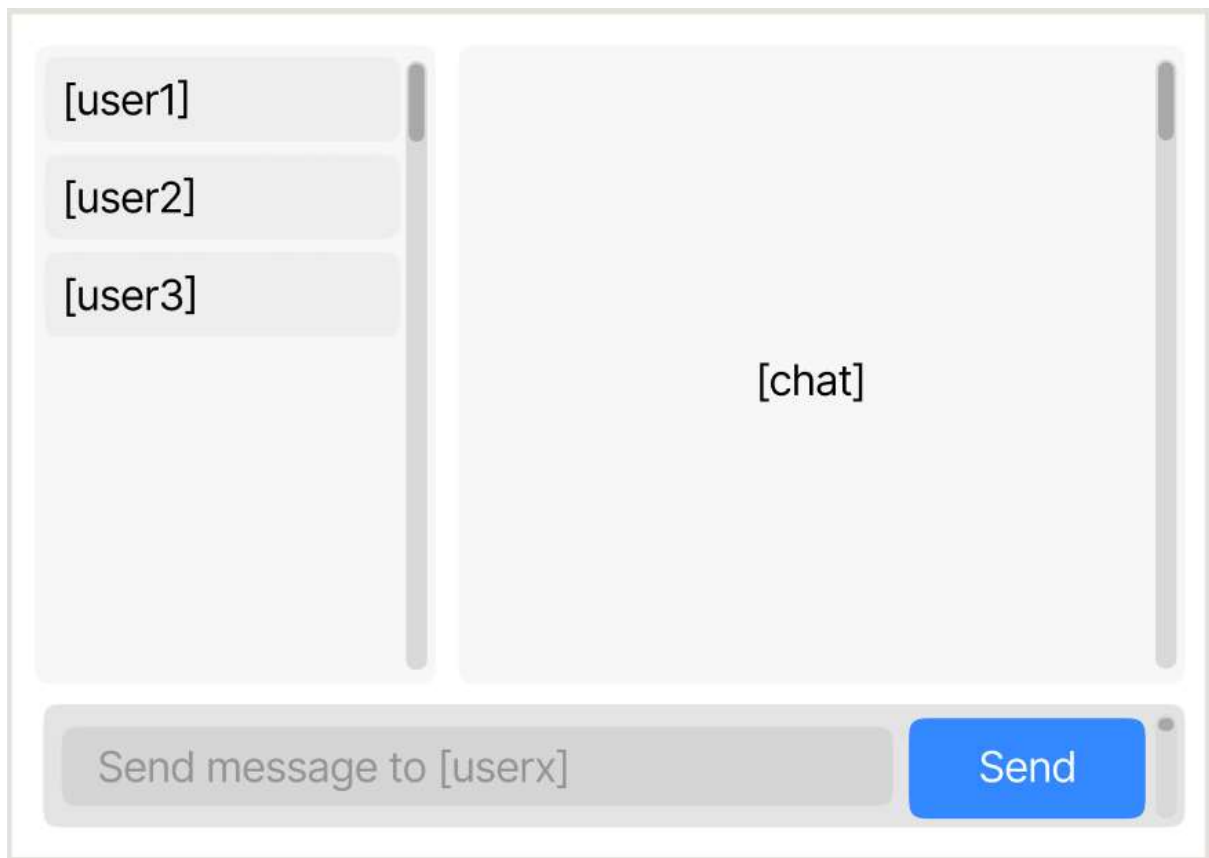 [user1]
[user2]
[user3]
[chat]
Send message to [userx]
Send